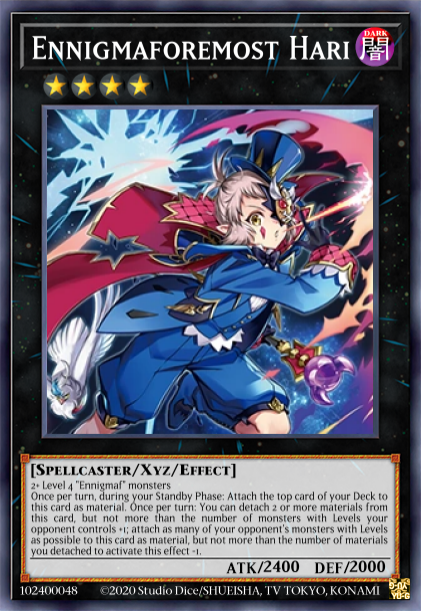 ENNIGMAFOREMOST HARI
DARK
闇
[SPELLCASTER/XYZ/EFFECT]
2+ Level 4 "Ennigmaf" monsters
Once per turn, during your Standby Phase: Attach the top card of your Deck to
this card as material. Once per turn: You can detach 2 or more materials from
this card, but not more than the number of monsters with Levels your
opponent controls +1; attach as many of your opponent's monsters with Levels
as possible to this card as material, but not more than the number of materials
you detached to activate this effect -1.
ATK/2400 DEF/2000
102400048 ©2020 Studio Dice/SHUEISHA, TV TOKYO, KONAMI